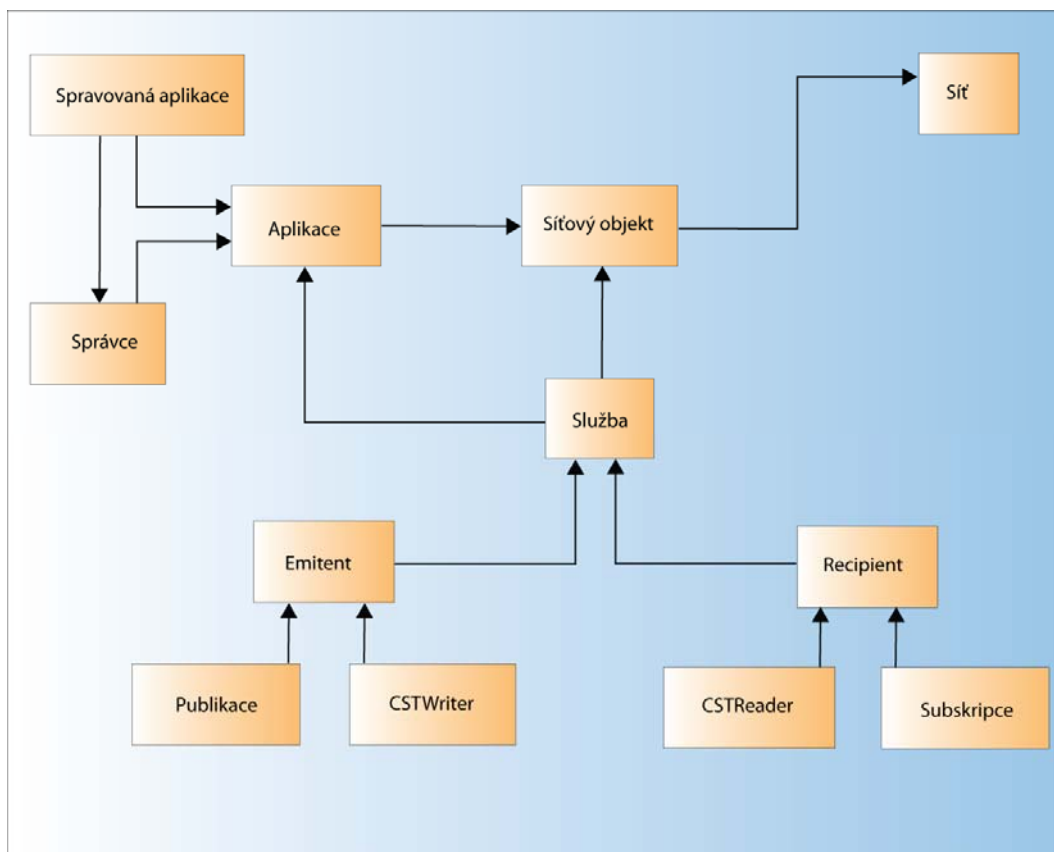 Spravovaná aplikace
Síť
Aplikace
Síťový objekt
Správce
Služba
Emitent
Recipient
Publikace
CSTWriter
CSTReader
Subskripce